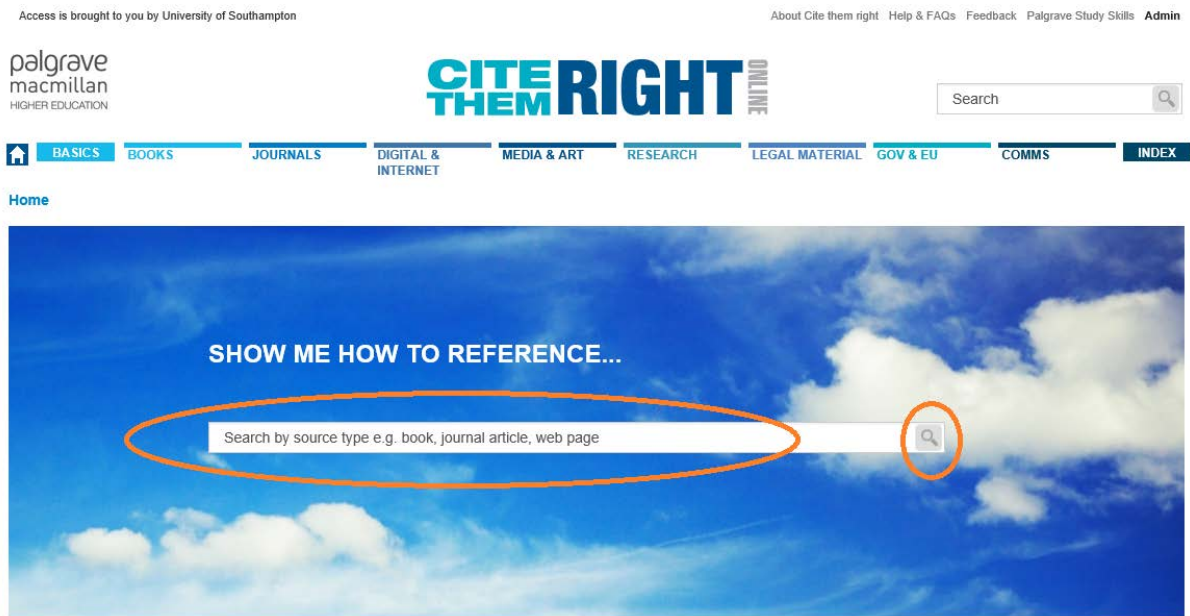 Access is brought to you by University of Southampton
About Cite them right Help & FAQs Feedback Palgrave Study Skills Admin
palgrave
macmillan
HIGHER EDUCATION
CITE THEM RIGHT ONLINE
Search
BASICS BOOKS JOURNALS DIGITAL & INTERNET MEDIA & ART RESEARCH LEGAL MATERIAL GOV & EU COMMS INDEX
Home
SHOW ME HOW TO REFERENCE...
Search by source type e.g. book, journal article, web page